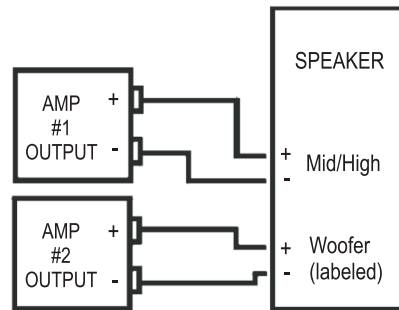 SPEAKER
AMP
#1
OUTPUT
+
-
+
-
Mid/High
AMP
#2
OUTPUT
+
-
+
-
Woofer
(labeled)